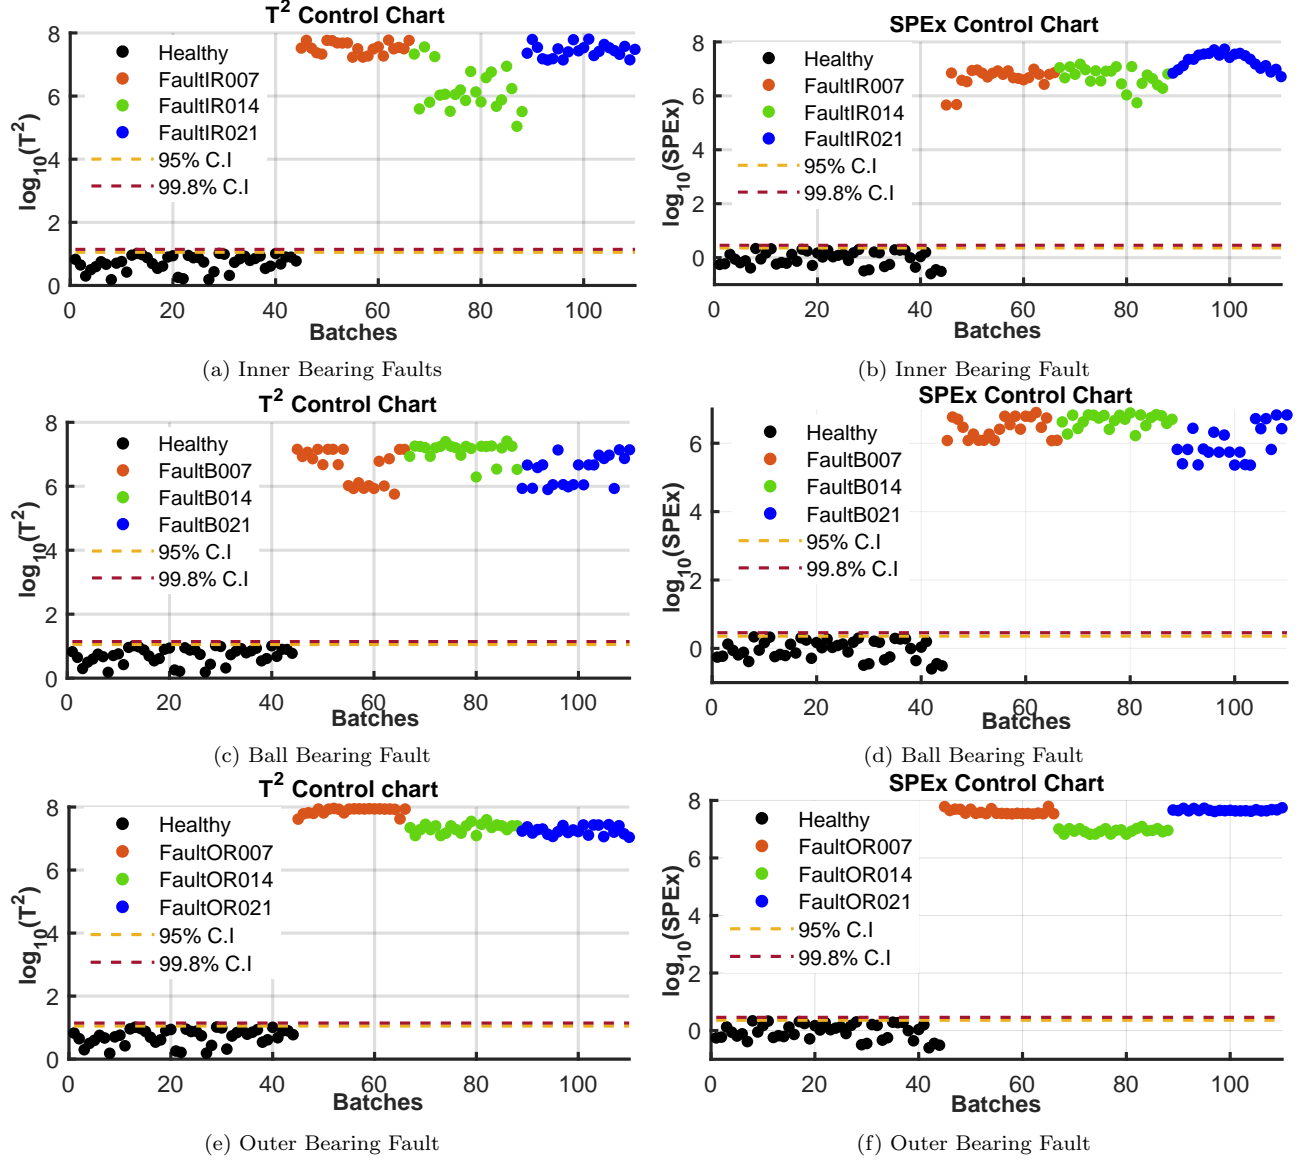 T² Control Chart
log₁₀(T²)
8
6
4
2
0
Healthy
FaultIR007
FaultIR014
FaultIR021
95% C.I
99.8% C.I
0 20 40 60 80 100
Batches
(a) Inner Bearing Faults
SPEx Control Chart
log₁₀(SPEx)
8
6
4
2
0
Healthy
FaultIR007
FaultIR014
FaultIR021
95% C.I
99.8% C.I
0 20 40 60 80 100
Batches
(b) Inner Bearing Fault
T² Control Chart
log₁₀(T²)
8
6
4
2
0
Healthy
FaultB007
FaultB014
FaultB021
95% C.I
99.8% C.I
0 20 40 60 80 100
Batches
(c) Ball Bearing Fault
SPEx Control Chart
log₁₀(SPEx)
6
4
2
0
Healthy
FaultB007
FaultB014
FaultB021
95% C.I
99.8% C.I
0 20 40 60 80 100
Batches
(d) Ball Bearing Fault
T² Control chart
log₁₀(T²)
8
6
4
2
0
Healthy
FaultOR007
FaultOR014
FaultOR021
95% C.I
99.8% C.I
0 20 40 60 80 100
Batches
(e) Outer Bearing Fault
SPEx Control Chart
log₁₀(SPEx)
8
6
4
2
0
Healthy
FaultOR007
FaultOR014
FaultOR021
95% C.I
99.8% C.I
0 20 40 60 80 100
Batches
(f) Outer Bearing Fault